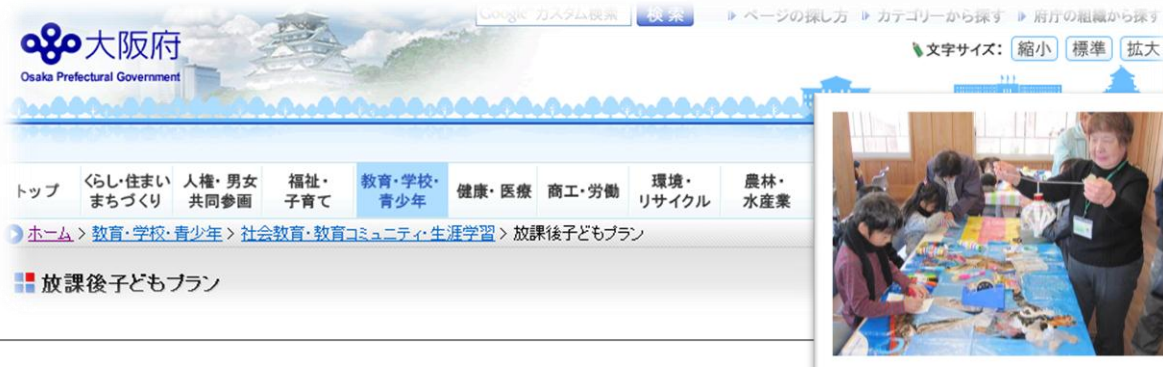 Google カスタム検索 検索 ページの探し方 カテゴリーから探す 府庁の組織から探す
大阪府
Osaka Prefectural Government
文字サイズ: 縮小 標準 拡大
トップ くらし・住まい まちづくり 人権・男女 共同参画 福祉・ 子育て 教育・学校・ 青少年 健康・医療 商工・労働 環境・ リサイクル 農林・ 水産業
ホーム > 教育・学校・青少年 > 社会教育・教育コミュニティ・生涯学習 > 放課後子どもプラン
放課後子どもプラン